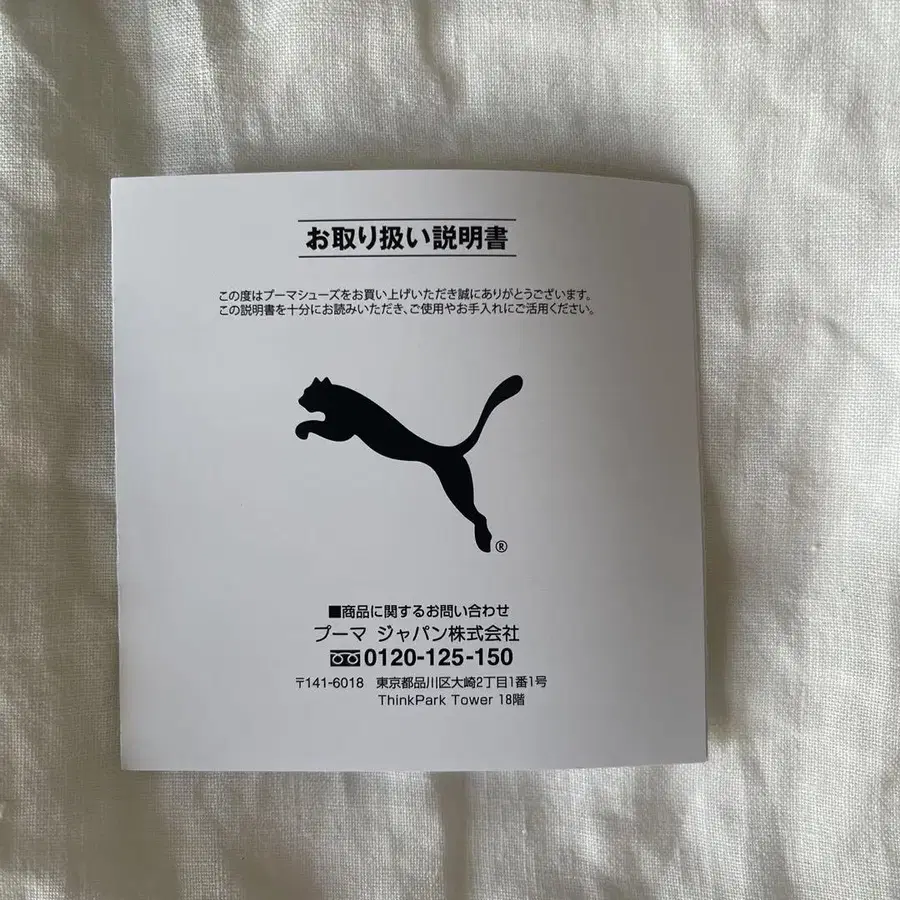 お取り扱い説明書
この度はプーマシューズをお買い上げいただき誠にありがとうございます。
この説明書を十分にお読みいただき、ご使用やお手入れにご活用ください。
®
■商品に関するお問い合わせ
プーマ ジャパン株式会社
0120-125-150
〒141-6018 東京都品川区大崎2丁目1番1号
ThinkPark Tower 18階